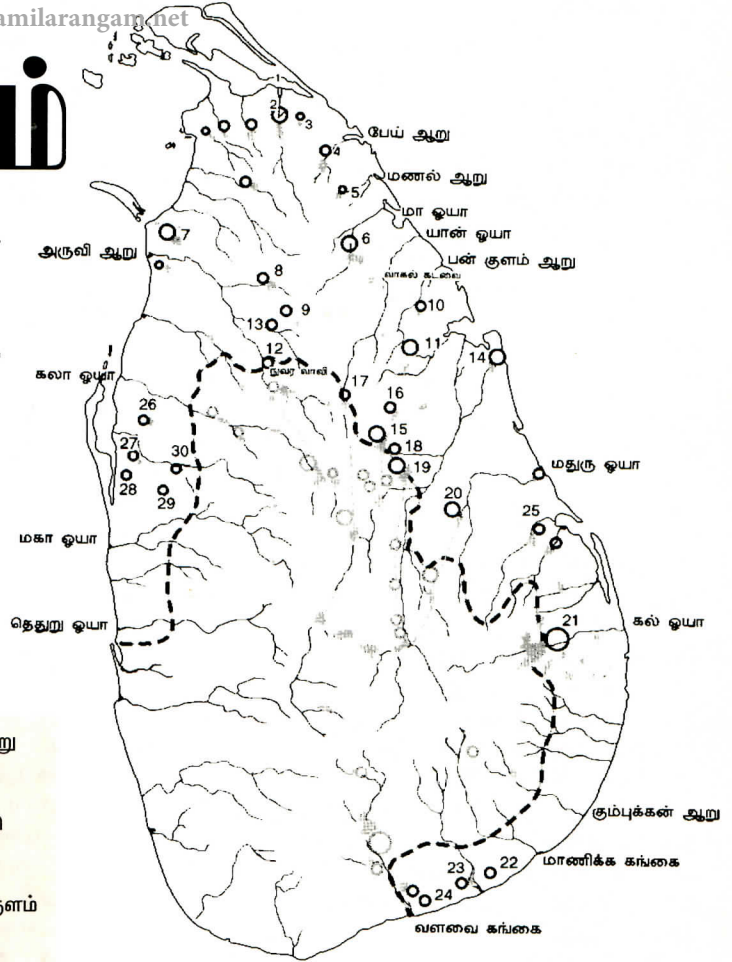 amilarangam.net
ம்
2
3
பேய் ஆறு
4
மணல் ஆறு
5
மா ஓயா
7
6
யான் ஓயா
அருவி ஆறு
பன் குளம் ஆறு
8
வாகல் கடவை
9
10
13
11
12
14
நுவர வாவி
கலா ஓயா
17
16
26
15
27
30
18
19
மதுரு ஓயா
28
29
20
25
மகா ஓயா
தெதுறு ஓயா
21
கல் ஓயா
று
கும்புக்கன் ஆறு
மாணிக்க கங்கை
23
22
24
ளம்
வளவை கங்கை